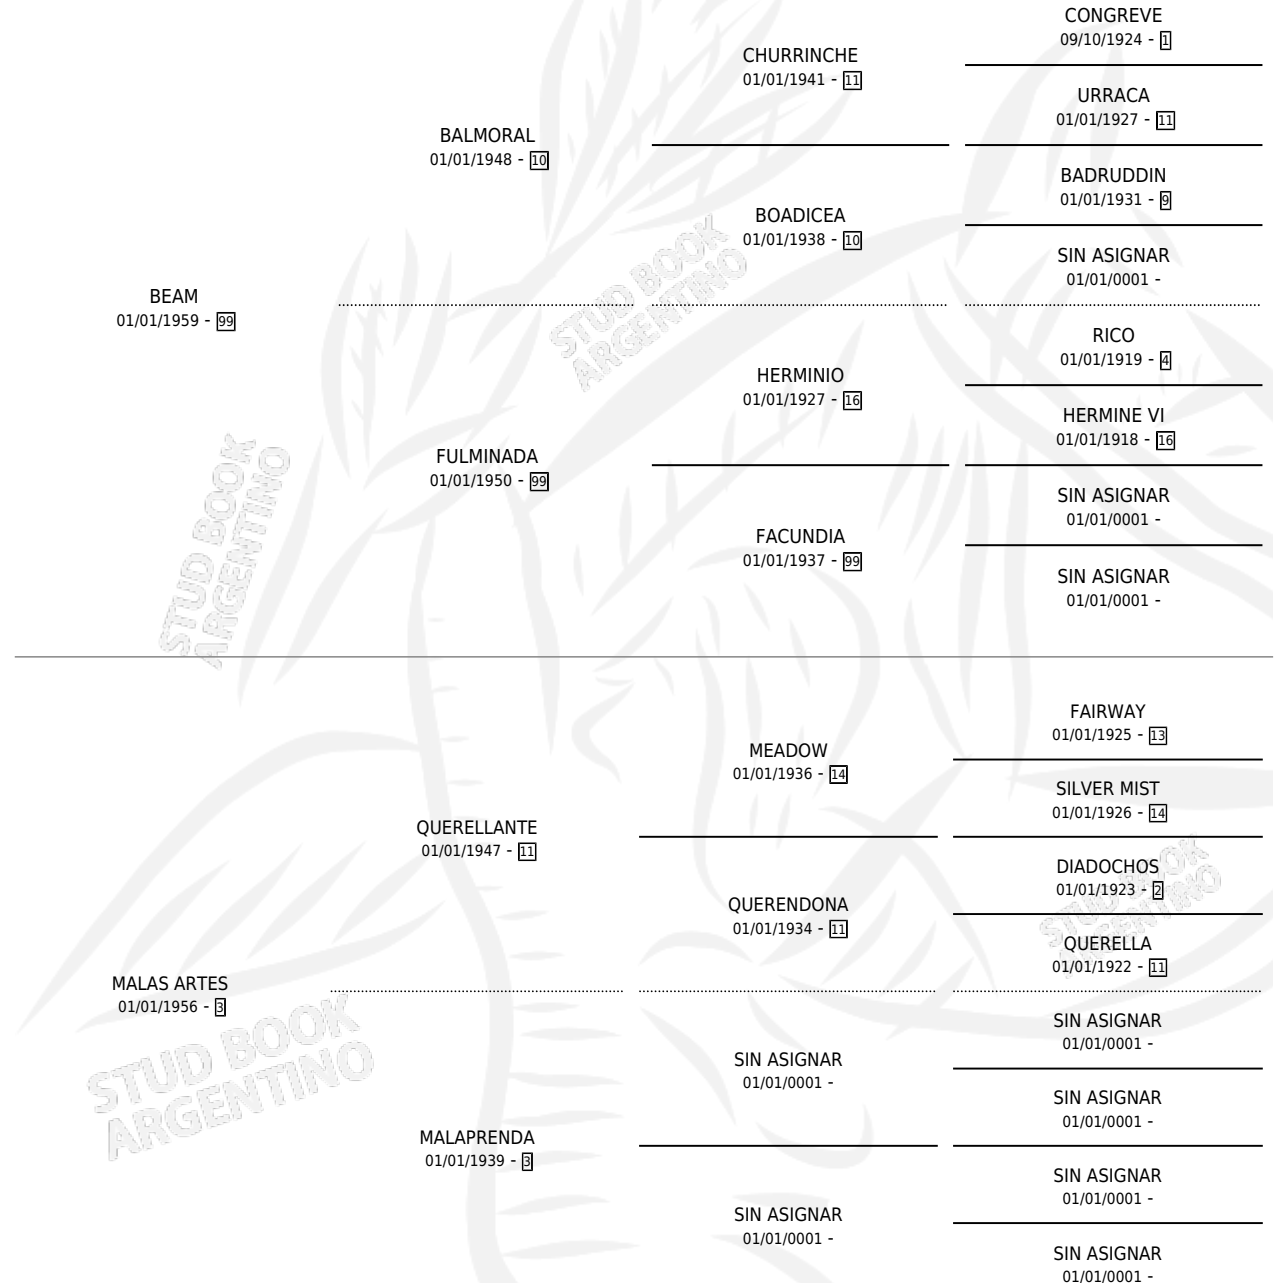 CONGREVE
09/10/1924 - 1
CHURRINCHE
01/01/1941 - 11
URRACA
01/01/1927 - 11
BALMORAL
01/01/1948 - 10
BADRUDDIN
01/01/1931 - 9
BOADICEA
01/01/1938 - 10
SIN ASIGNAR
01/01/0001 -
BEAM
01/01/1959 - 99
RICO
01/01/1919 - 4
HERMINIO
01/01/1927 - 16
HERMINE VI
01/01/1918 - 16
FULMINADA
01/01/1950 - 99
SIN ASIGNAR
01/01/0001 -
FACUNDIA
01/01/1937 - 99
SIN ASIGNAR
01/01/0001 -
STUD BOOK
ARGENTINO
STUD BOOK
ARGENTINO
FAIRWAY
01/01/1925 - 13
MEADOW
01/01/1936 - 14
SILVER MIST
01/01/1926 - 14
QUERELLANTE
01/01/1947 - 11
DIADOCHOS
01/01/1923 - 2
QUERENDONA
01/01/1934 - 11
QUERELLA
01/01/1922 - 11
STUD BOOK
ARGENTINO
MALAS ARTES
01/01/1956 - 3
SIN ASIGNAR
01/01/0001 -
SIN ASIGNAR
01/01/0001 -
SIN ASIGNAR
01/01/0001 -
MALAPRENDA
01/01/1939 - 3
SIN ASIGNAR
01/01/0001 -
SIN ASIGNAR
01/01/0001 -
SIN ASIGNAR
01/01/0001 -
STUD BOOK
ARGENTINO